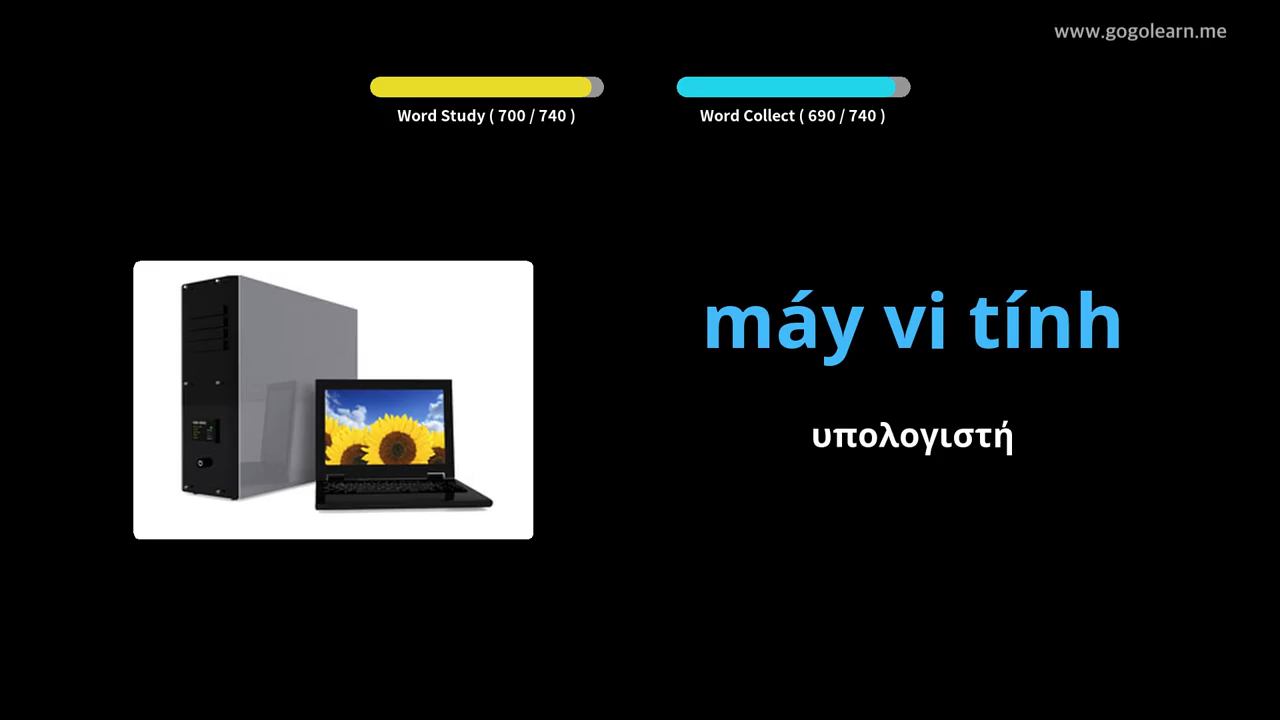 www.gogolearn.me
Word Study ( 700 / 740 )
Word Collect ( 690 / 740 )
máy vi tính
υπολογιστή